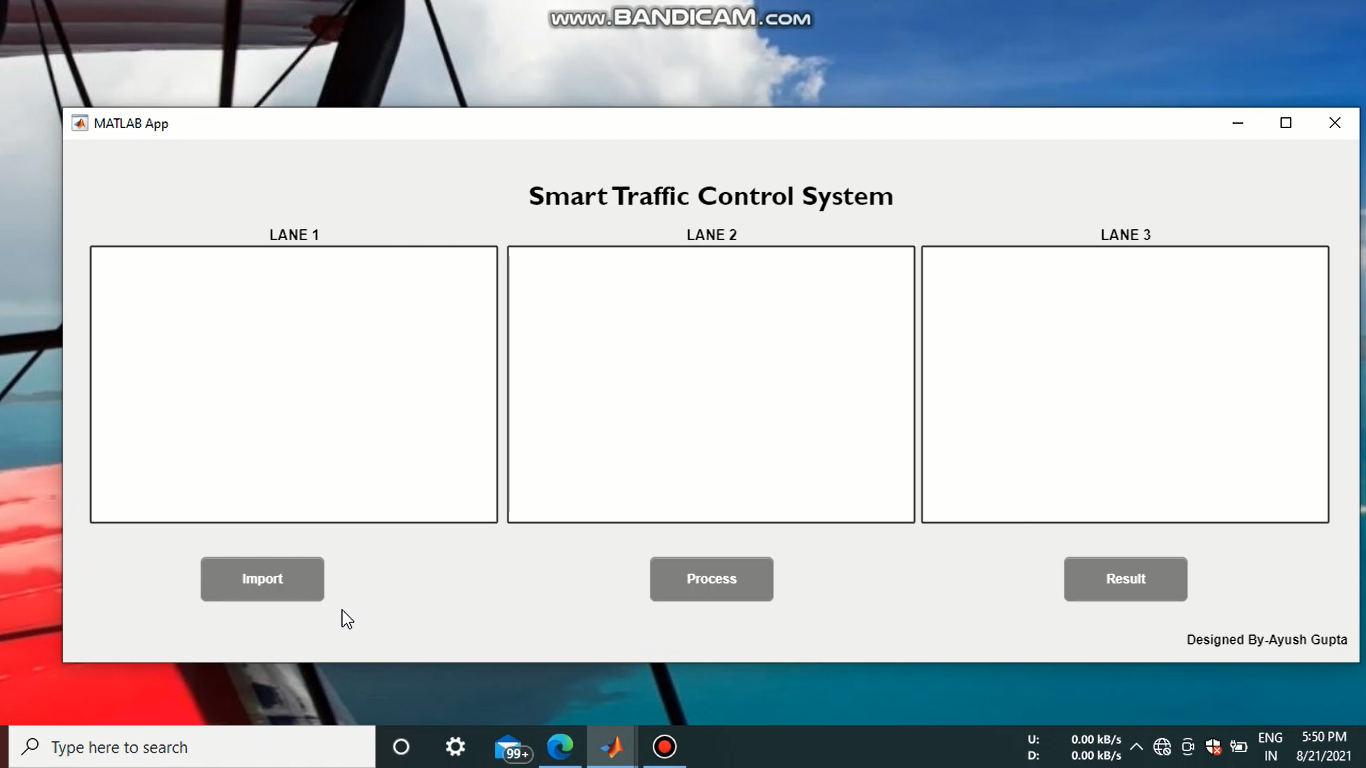 www.BANDICAM.com
MATLAB App
Smart Traffic Control System
LANE 1 LANE 2 LANE 3
Import Process Result
Designed By-Ayush Gupta
Type here to search
99+
U: 0.00 kB/s
D: 0.00 kB/s
ENG
IN
5:50 PM
8/21/2021